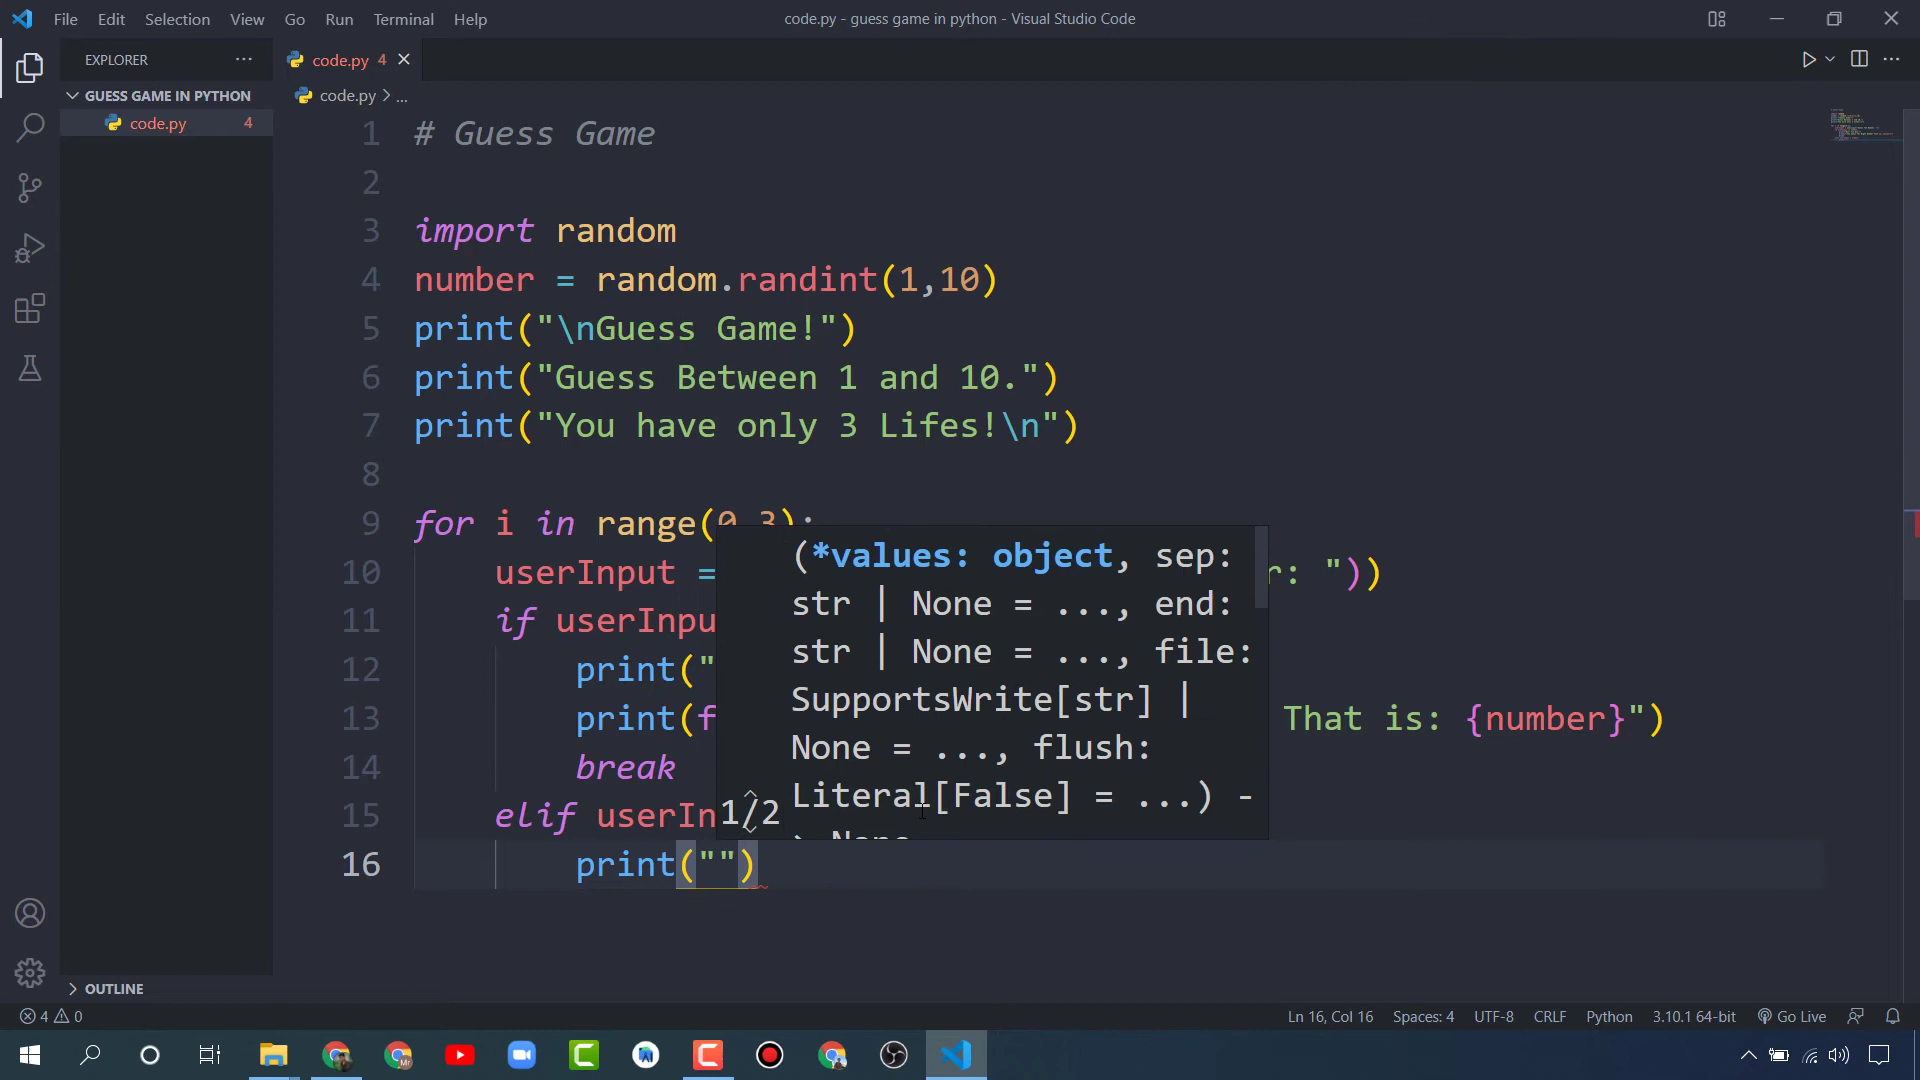 File Edit Selection View Go Run Terminal Help
code.py - guess game in python - Visual Studio Code
EXPLORER
GUESS GAME IN PYTHON
code.py 4
code.py 4
code.py > ...
1 # Guess Game
2
3 import random
4 number = random.randint(1,10)
5 print("\nGuess Game!")
6 print("Guess Between 1 and 10.")
7 print("You have only 3 Lifes!\n")
8
9 for i in range(0,3):
10 userInput = r: "))
11 if userInpu
12 print("
13 print(f That is: {number}")
14 break
15 elif userIn
16 print("")
(*values: object, sep:
str | None = ..., end:
str | None = ..., file:
SupportsWrite[str] |
None = ..., flush:
Literal[False] = ...) -
> None
1/2
OUTLINE
4 0
Ln 16, Col 16 Spaces: 4 UTF-8 CRLF Python 3.10.1 64-bit Go Live